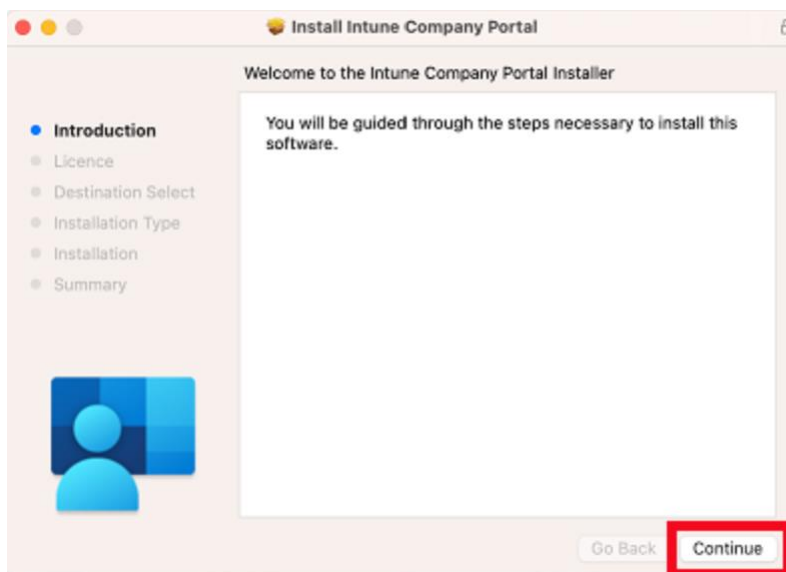 Install Intune Company Portal
Welcome to the Intune Company Portal Installer
Introduction
Licence
Destination Select
Installation Type
Installation
Summary
You will be guided through the steps necessary to install this
software.
Go Back
Continue